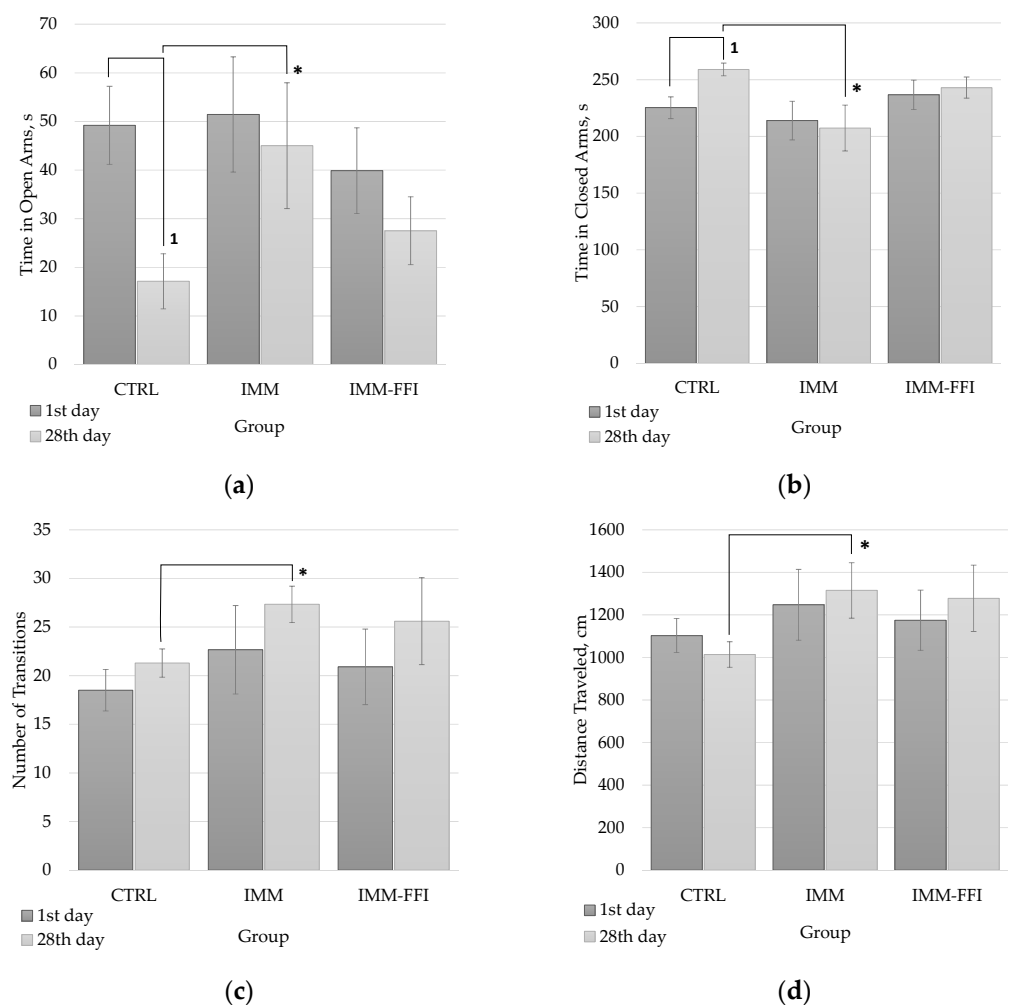 70
60
50
40
30
20
10
0
Time in Open Arns, s
1
*
CTRL
IMM
IMM-FFI
1st day
28th day
Group
(a)
300
250
200
150
100
50
0
Time in Closed Arms, s
1
*
CTRL
IMM
IMM-FFI
1st day
28th day
Group
(b)
35
30
25
20
15
10
5
0
Number of Transitions
*
CTRL
IMM
IMM-FFI
1st day
28th day
Group
(c)
1600
1400
1200
1000
800
600
400
200
0
Distance Traveled, cm
*
CTRL
IMM
IMM-FFI
1st day
28th day
Group
(d)